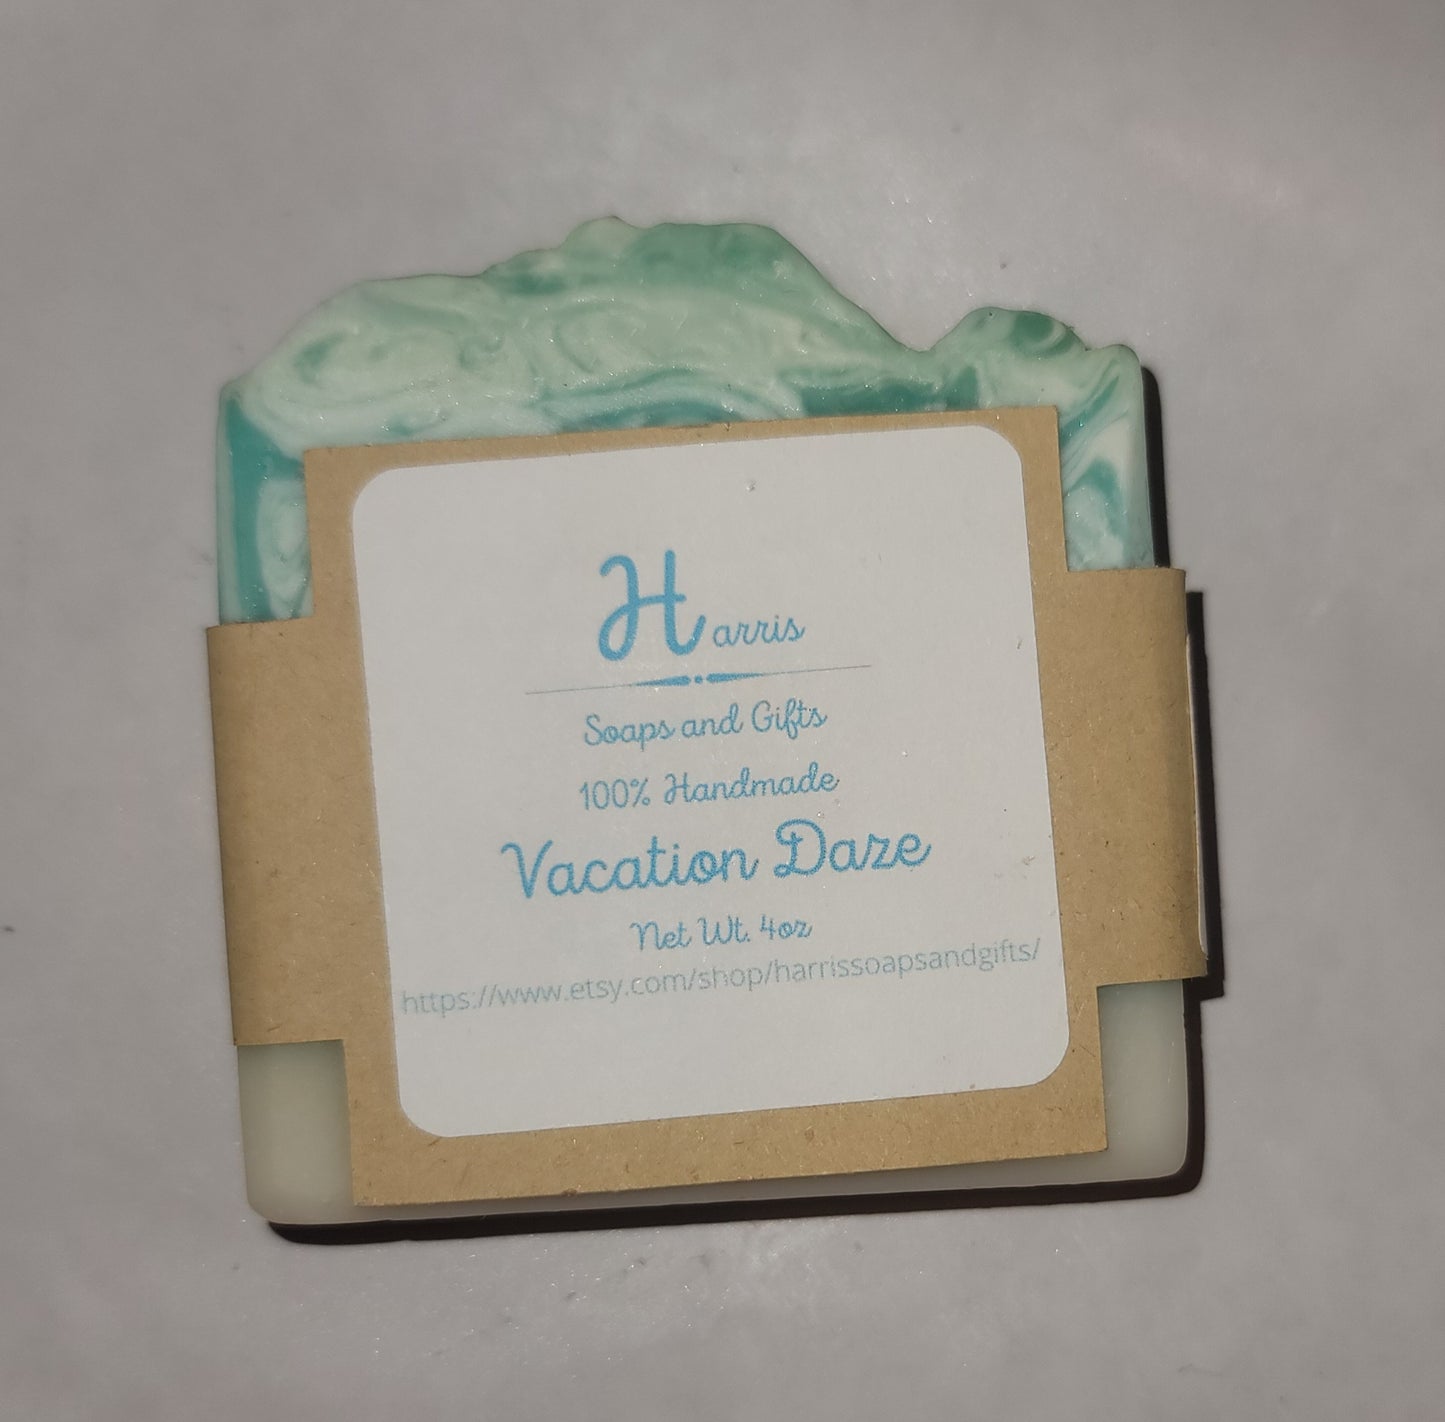 Harris
Soaps and Gifts
100% Handmade
Vacation Daze
Net Wt. 4oz
https://www.etsy.com/shop/harrissoapsandgifts/